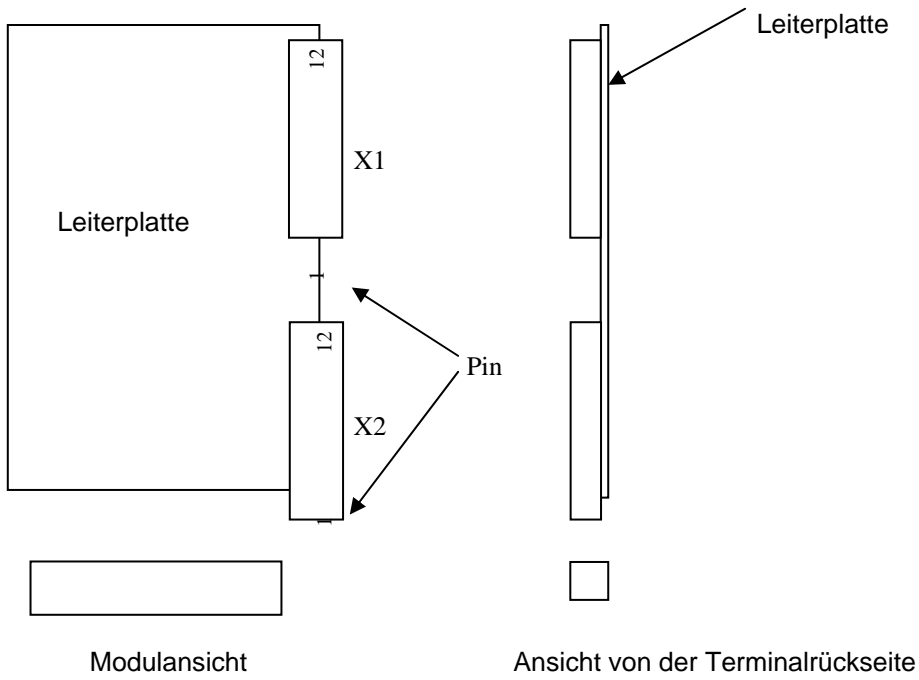 Leiterplatte
12
X1
Leiterplatte
1
12
Pin
X2
1
Modulansicht
Ansicht von der Terminalrückseite